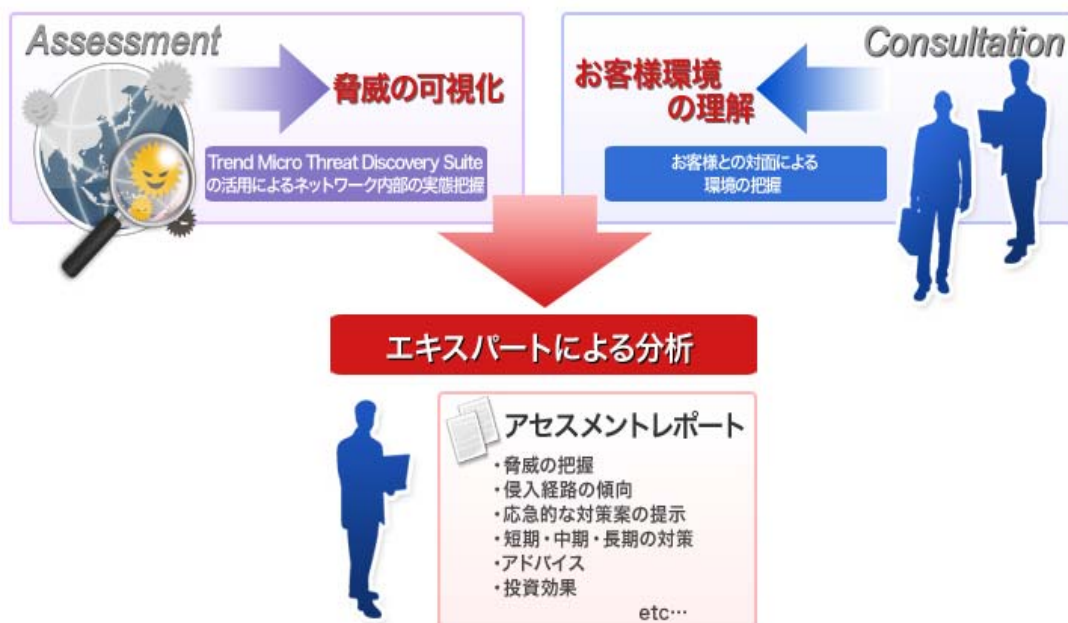 Assessment
脅威の可視化
Trend Micro Threat Discovery Suite
の活用によるネットワーク内部の実態把握
Consultation
お客様環境
の理解
お客様との対面による
環境の把握
エキスパートによる分析
アセスメントレポート
・脅威の把握
・侵入経路の傾向
・応急的な対策案の提示
・短期・中期・長期の対策
・アドバイス
・投資効果
etc…